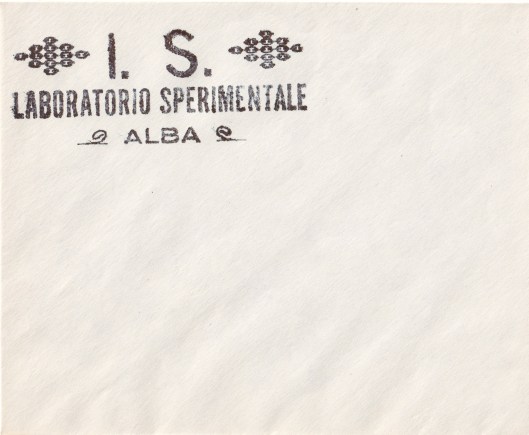 I. S.
LABORATORIO SPERIMENTALE
ALBA